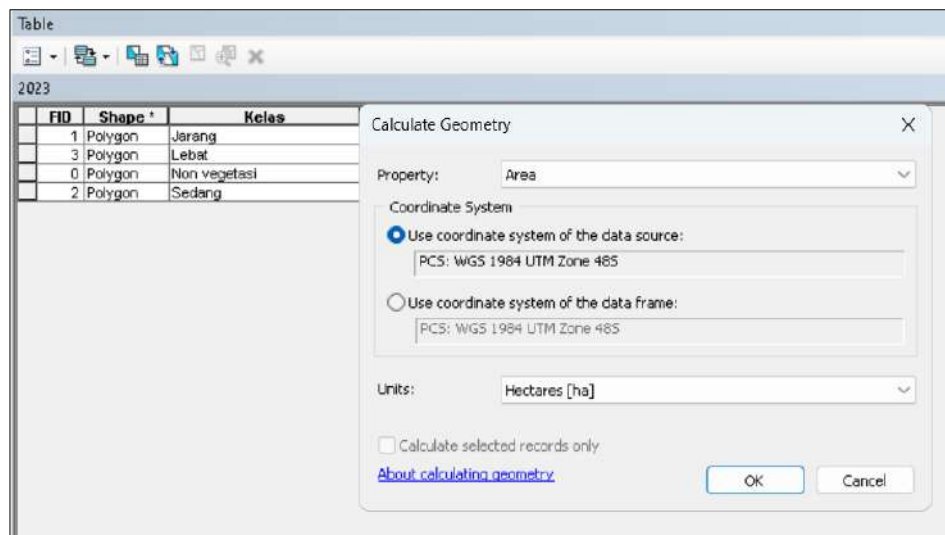 Table
2023
FID Shape * Kelas
1 Polygon Jarang
3 Polygon Lebat
0 Polygon Non vegetasi
2 Polygon Sedang
Calculate Geometry
Property: Area
Coordinate System
Use coordinate system of the data source:
PCS: WGS 1984 UTM Zone 48S
Use coordinate system of the data frame:
PCS: WGS 1984 UTM Zone 48S
Units: Hectares [ha]
Calculate selected records only
About calculating geometry
OK Cancel